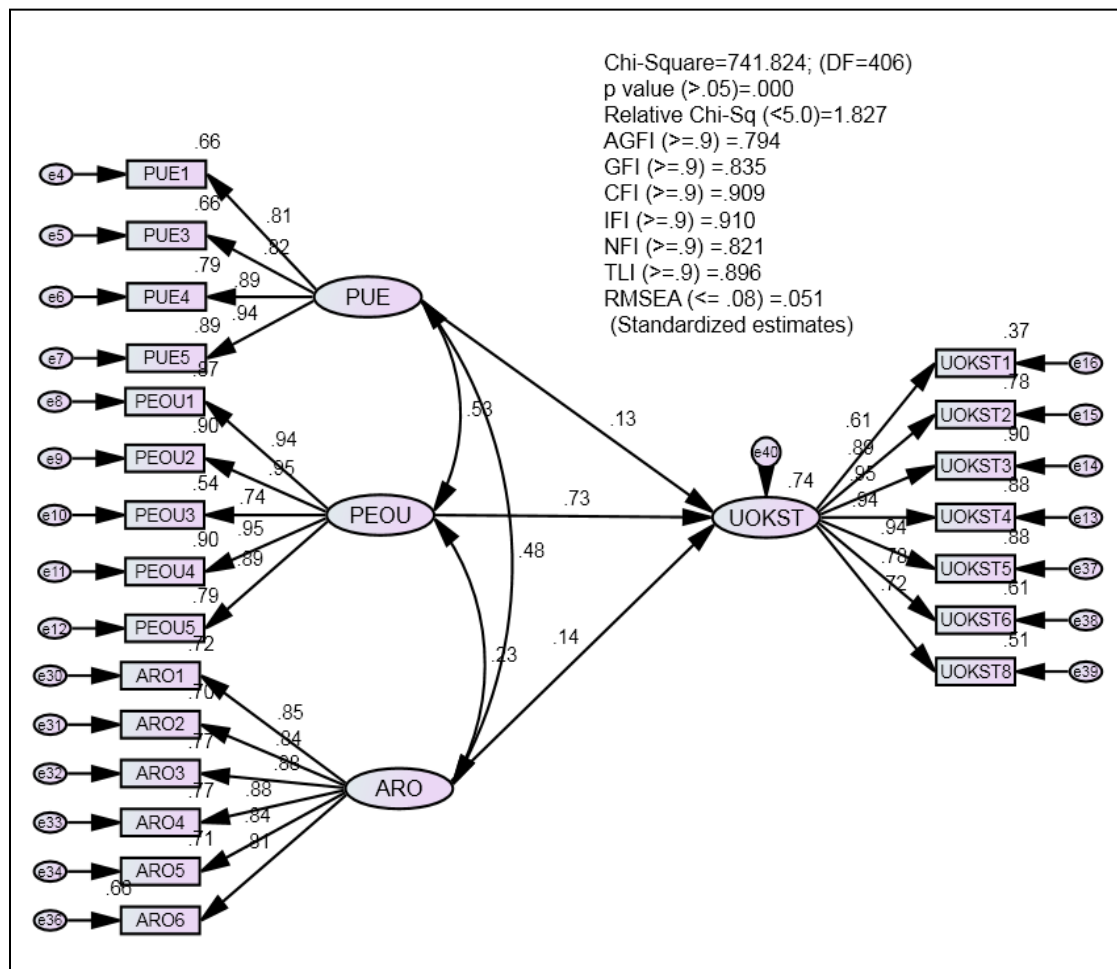 Chi-Square=741.824; (DF=406)
p value (>.05)=.000
Relative Chi-Sq (<5.0)=1.827
AGFI (>=.9) =.794
GFI (>=.9) =.835
CFI (>=.9) =.909
IFI (>=.9) =.910
NFI (>=.9) =.821
TLI (>=.9) =.896
RMSEA (<= .08) =.051
(Standardized estimates)
.66
e4 PUE1
.81
.66
e5 PUE3
.82
.79
e6 PUE4
.89
.94
PUE
.89
e7 PUE5
.87
e8 PEOU1
.94
.90
e9 PEOU2
.95
.54
e10 PEOU3
.74
.95
PEOU
.90
e11 PEOU4
.89
.79
e12 PEOU5
.72
e30 ARO1
.85
.70
e31 ARO2
.84
.77
e32 ARO3
.88
.77
e33 ARO4
.88
.84
ARO
.71
e34 ARO5
.81
e36 ARO6
.53
.48
.23
.13
.73
.14
e40
.74
UOKST
.37
UOKST1 e16
.61
.78
UOKST2 e15
.89
.90
UOKST3 e14
.95
.88
UOKST4 e13
.94
.88
UOKST5 e37
.94
.61
UOKST6 e38
.78
.51
UOKST8 e39
.72